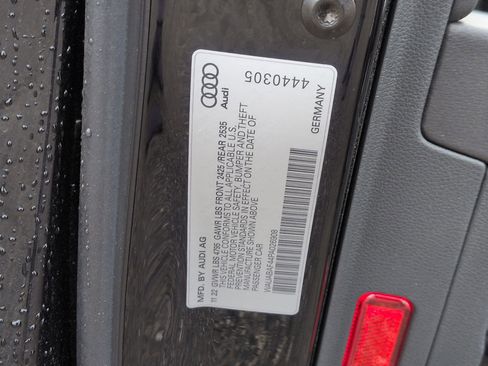 Audi
4440305
GERMANY
MFD. BY AUDI AG
11.22 GVWR LBS 4795 GAWR LBS FRONT 2425 /REAR 2535
THIS VEHICLE CONFORMS TO ALL APPLICABLE U.S.
FEDERAL MOTOR VEHICLE SAFETY, BUMPER AND THEFT
PREVENTION STANDARDS IN EFFECT ON THE DATE OF
MANUFACTURE SHOWN ABOVE
PASSENGER CAR
WAUABAF44PA026908